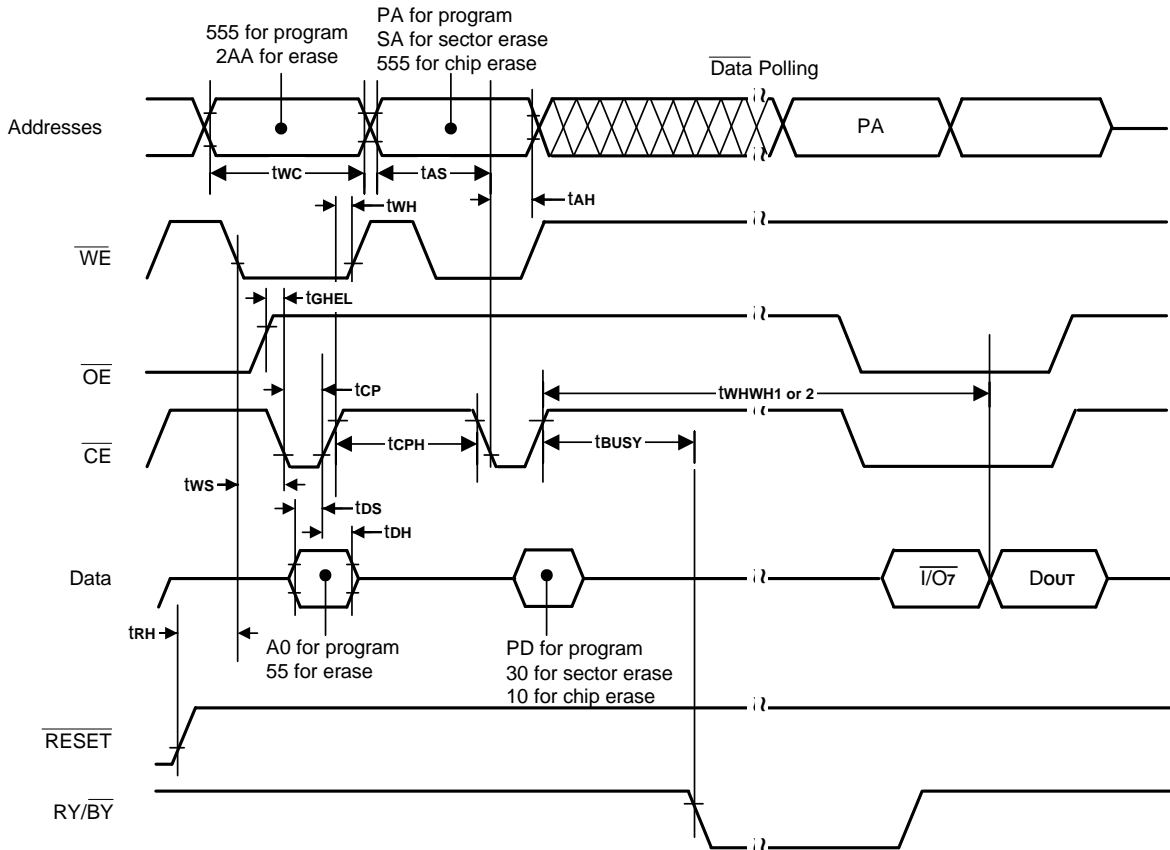 555 for program
2AA for erase
PA for program
SA for sector erase
555 for chip erase
Data Polling
Addresses
PA
tWC
tAS
tWH
tAH
WE
tGHEL
OE
tCP
tWHWH1 or 2
CE
tCPH
tBUSY
tWS
tDS
tDH
Data
I/O7
DOUT
tRH
A0 for program
55 for erase
PD for program
30 for sector erase
10 for chip erase
RESET
RY/BY